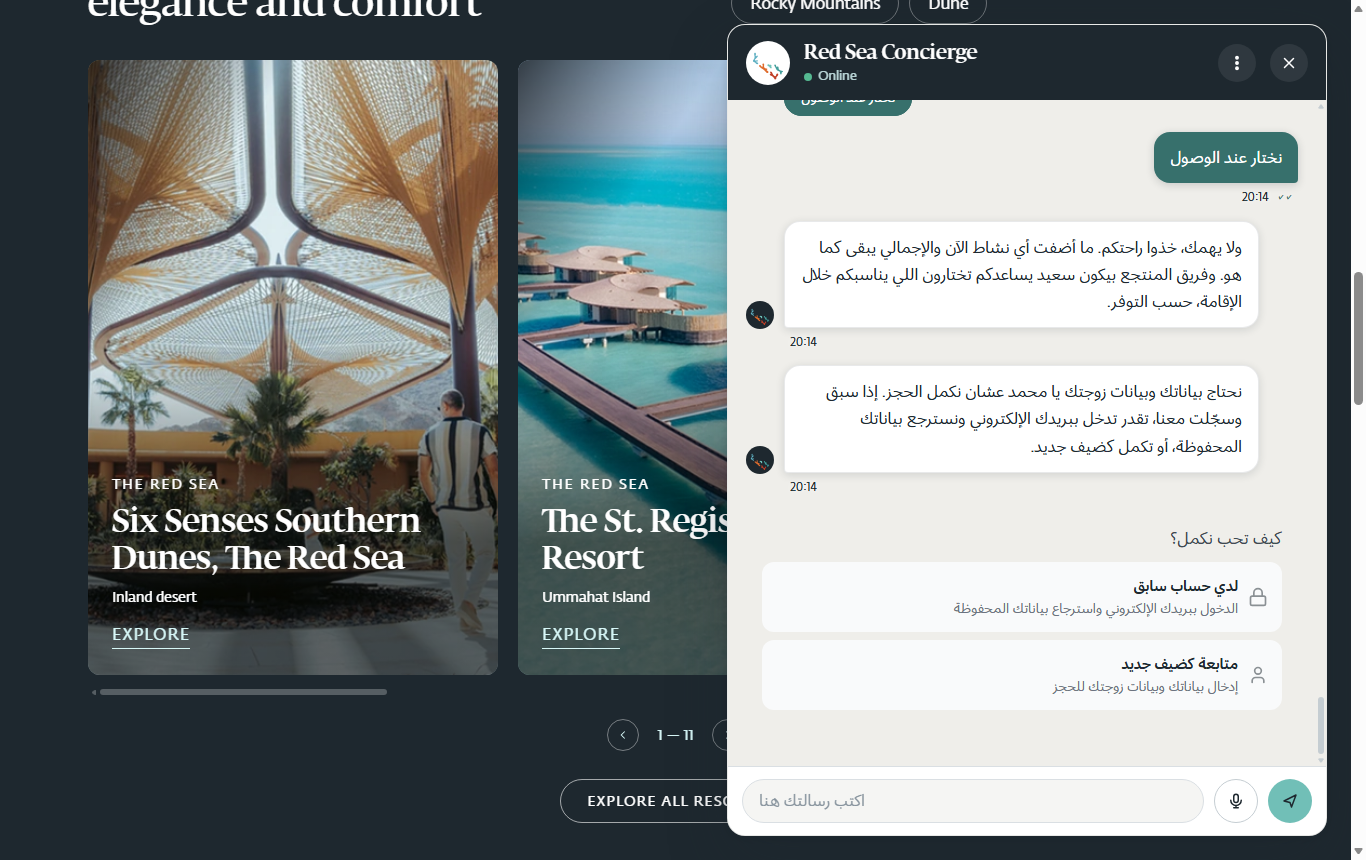 elegance and comfort
Rocky Mountains
Dune
THE RED SEA
Six Senses Southern
Dunes, The Red Sea
Inland desert
EXPLORE
THE RED SEA
The St. Regis
Resort
Ummahat Island
EXPLORE
1 — 11
EXPLORE ALL RESO
Red Sea Concierge
Online
نختار عند الوصول
نختار عند الوصول
20:14
ولا يهمك، خذوا راحتكم. ما أضفت أي نشاط الآن والإجمالي يبقى كما
هو. وفريق المنتجع بيكون سعيد يساعدكم تختارون اللي يناسبكم خلال
الإقامة، حسب التوفر.
20:14
نحتاج بياناتك وبيانات زوجتك يا محمد عشان نكمل الحجز. إذا سبق
وسجّلت معنا، تقدر تدخل ببريدك الإلكتروني ونسترجع بياناتك
المحفوظة، أو تكمل كضيف جديد.
20:14
كيف تحب نكمل؟
لدي حساب سابق
الدخول ببريدك الإلكتروني واسترجاع بياناتك المحفوظة
متابعة كضيف جديد
إدخال بياناتك وبيانات زوجتك للحجز
اكتب رسالتك هنا